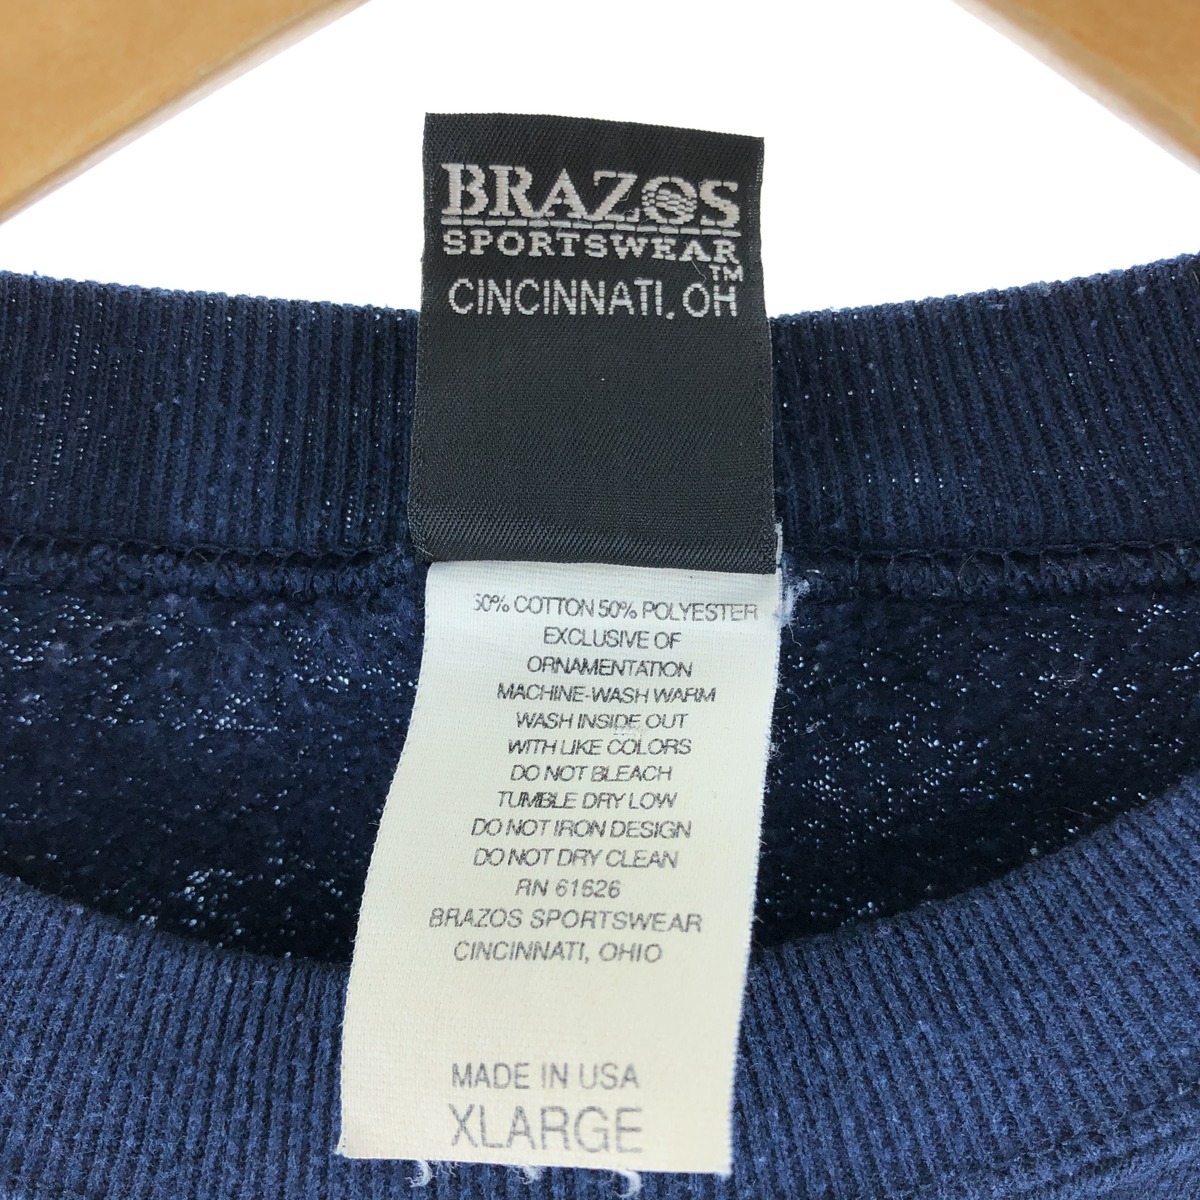 BRAZOS
SPORTSWEAR
TM
CINCINNATI, OH
50% COTTON 50% POLYESTER
EXCLUSIVE OF
ORNAMENTATION
MACHINE-WASH WARM
WASH INSIDE OUT
WITH LIKE COLORS
DO NOT BLEACH
TUMBLE DRY LOW
DO NOT IRON DESIGN
DO NOT DRY CLEAN
RN 61626
BRAZOS SPORTSWEAR
CINCINNATI, OHIO
MADE IN USA
XLARGE